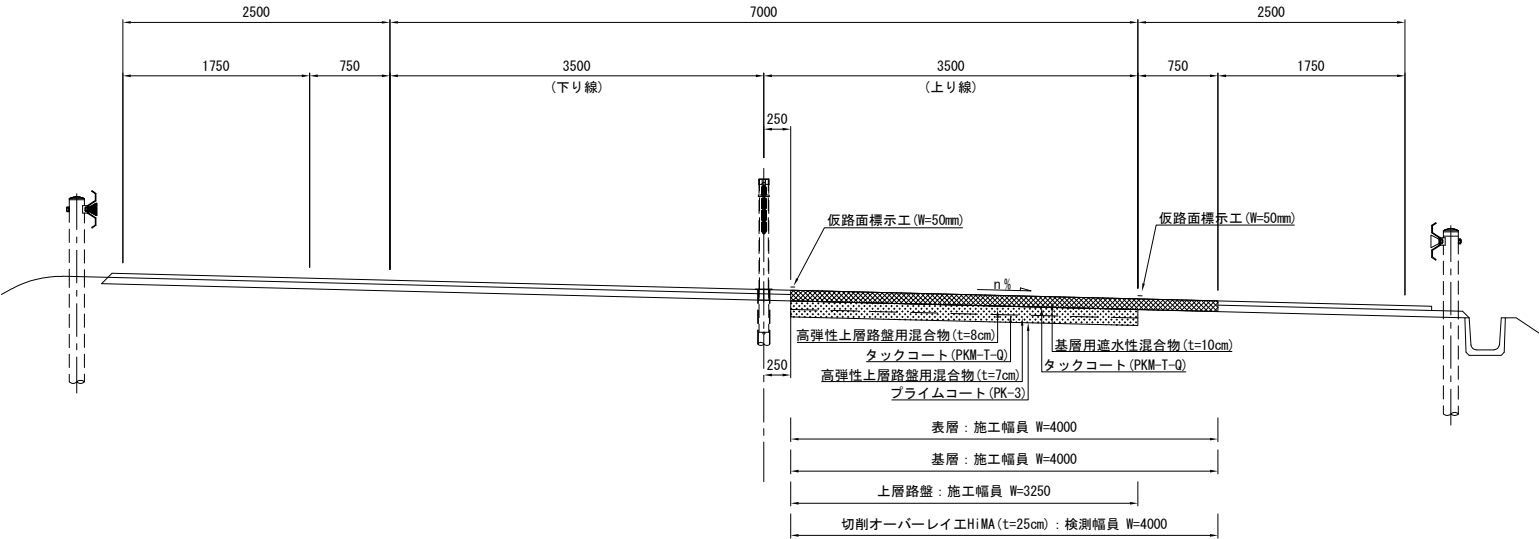 2500 7000 2500
1750 750 3500 3500 750 1750
(下り線) (上り線)
250
仮路面標示工(W=50mm) 仮路面標示工(W=50mm)
n%
高弾性上層路盤用混合物(t=8cm) 基層用遮水性混合物(t=10cm)
タックコート(PKM-T-Q) タックコート(PKM-T-Q)
250
高弾性上層路盤用混合物(t=7cm)
プライムコート(PK-3)
表層：施工幅員 W=4000
基層：施工幅員 W=4000
上層路盤：施工幅員 W=3250
切削オーバーレイ工HiMA(t=25cm)：検測幅員 W=4000